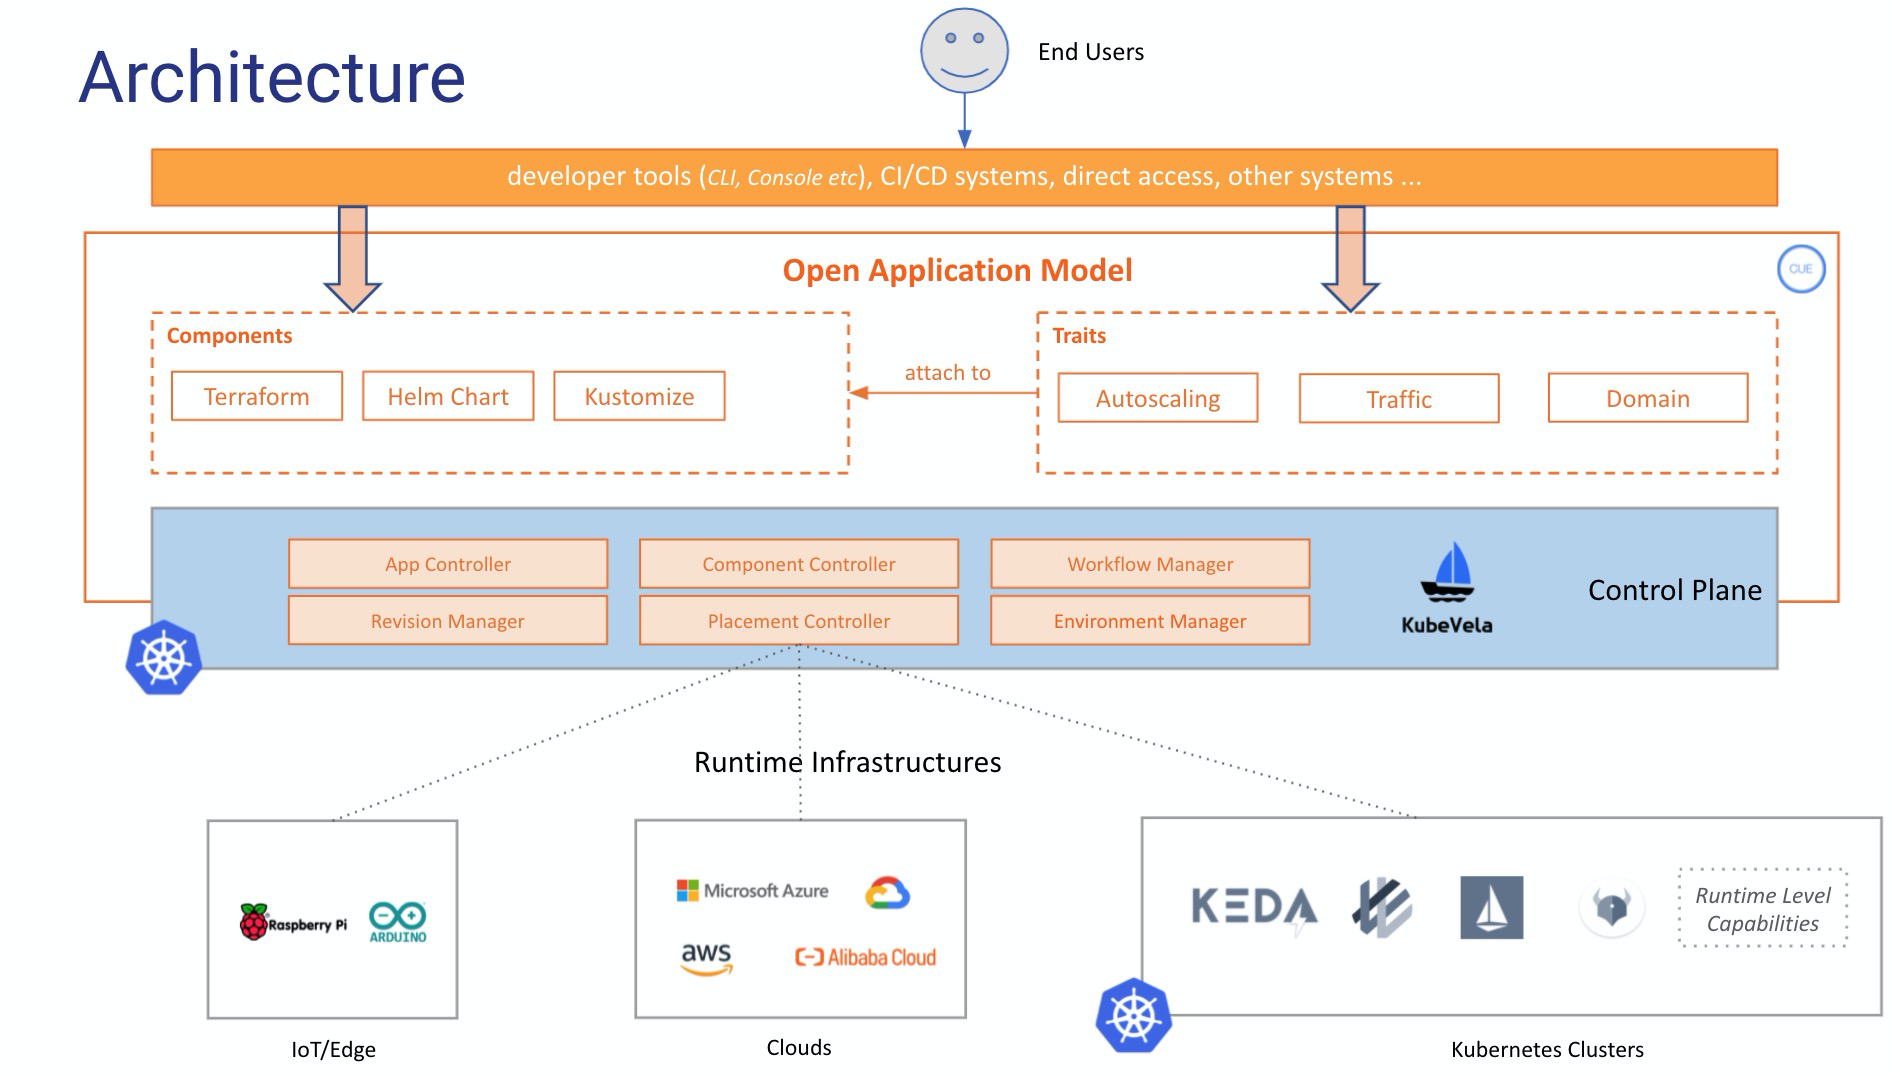 End Users
Architecture
developer tools (CLI, Console etc), CI/CD systems, direct access, other systems ...
Open Application Model
CUE
Components
Terraform
Helm Chart
Kustomize
attach to
Traits
Autoscaling
Traffic
Domain
App Controller
Component Controller
Workflow Manager
Revision Manager
Placement Controller
Environment Manager
KubeVela
Control Plane
Runtime Infrastructures
Raspberry Pi
ARDUINO
Microsoft Azure
aws
Alibaba Cloud
KEDA
Runtime Level
Capabilities
IoT/Edge
Clouds
Kubernetes Clusters